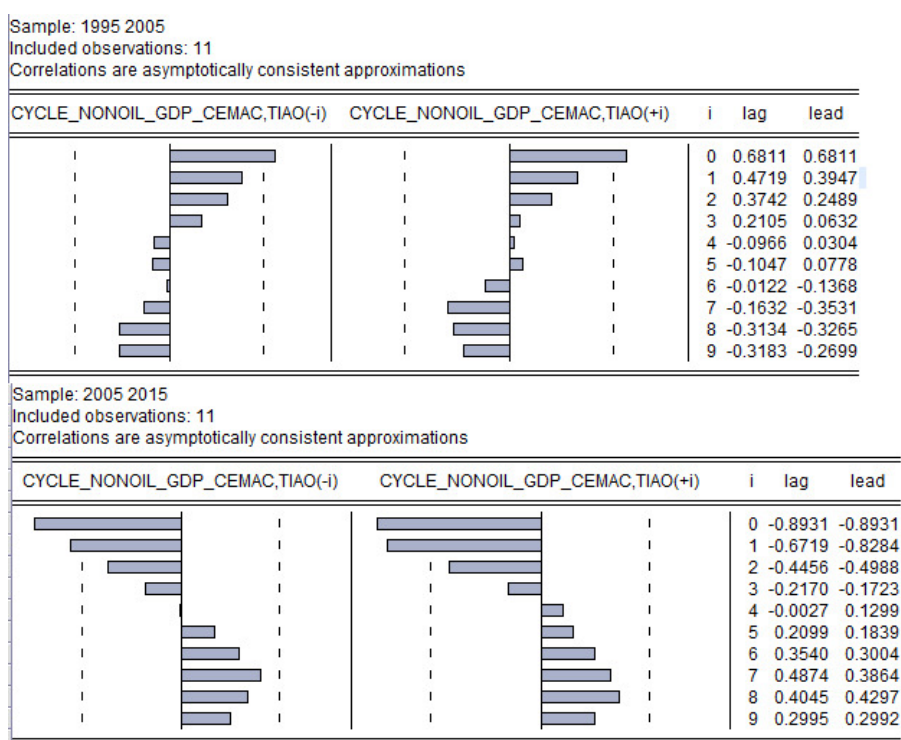 Sample: 1995 2005
Included observations: 11
Correlations are asymptotically consistent approximations
CYCLE_NONOIL_GDP_CEMAC,TIAO(-i) CYCLE_NONOIL_GDP_CEMAC,TIAO(+i) i lag lead
0 0.6811 0.6811
1 0.4719 0.3947
2 0.3742 0.2489
3 0.2105 0.0632
4 -0.0966 0.0304
5 -0.1047 0.0778
6 -0.0122 -0.1368
7 -0.1632 -0.3531
8 -0.3134 -0.3265
9 -0.3183 -0.2699
Sample: 2005 2015
Included observations: 11
Correlations are asymptotically consistent approximations
CYCLE_NONOIL_GDP_CEMAC,TIAO(-i) CYCLE_NONOIL_GDP_CEMAC,TIAO(+i) i lag lead
0 -0.8931 -0.8931
1 -0.6719 -0.8284
2 -0.4456 -0.4988
3 -0.2170 -0.1723
4 -0.0027 0.1299
5 0.2099 0.1839
6 0.3540 0.3004
7 0.4874 0.3864
8 0.4045 0.4297
9 0.2995 0.2992